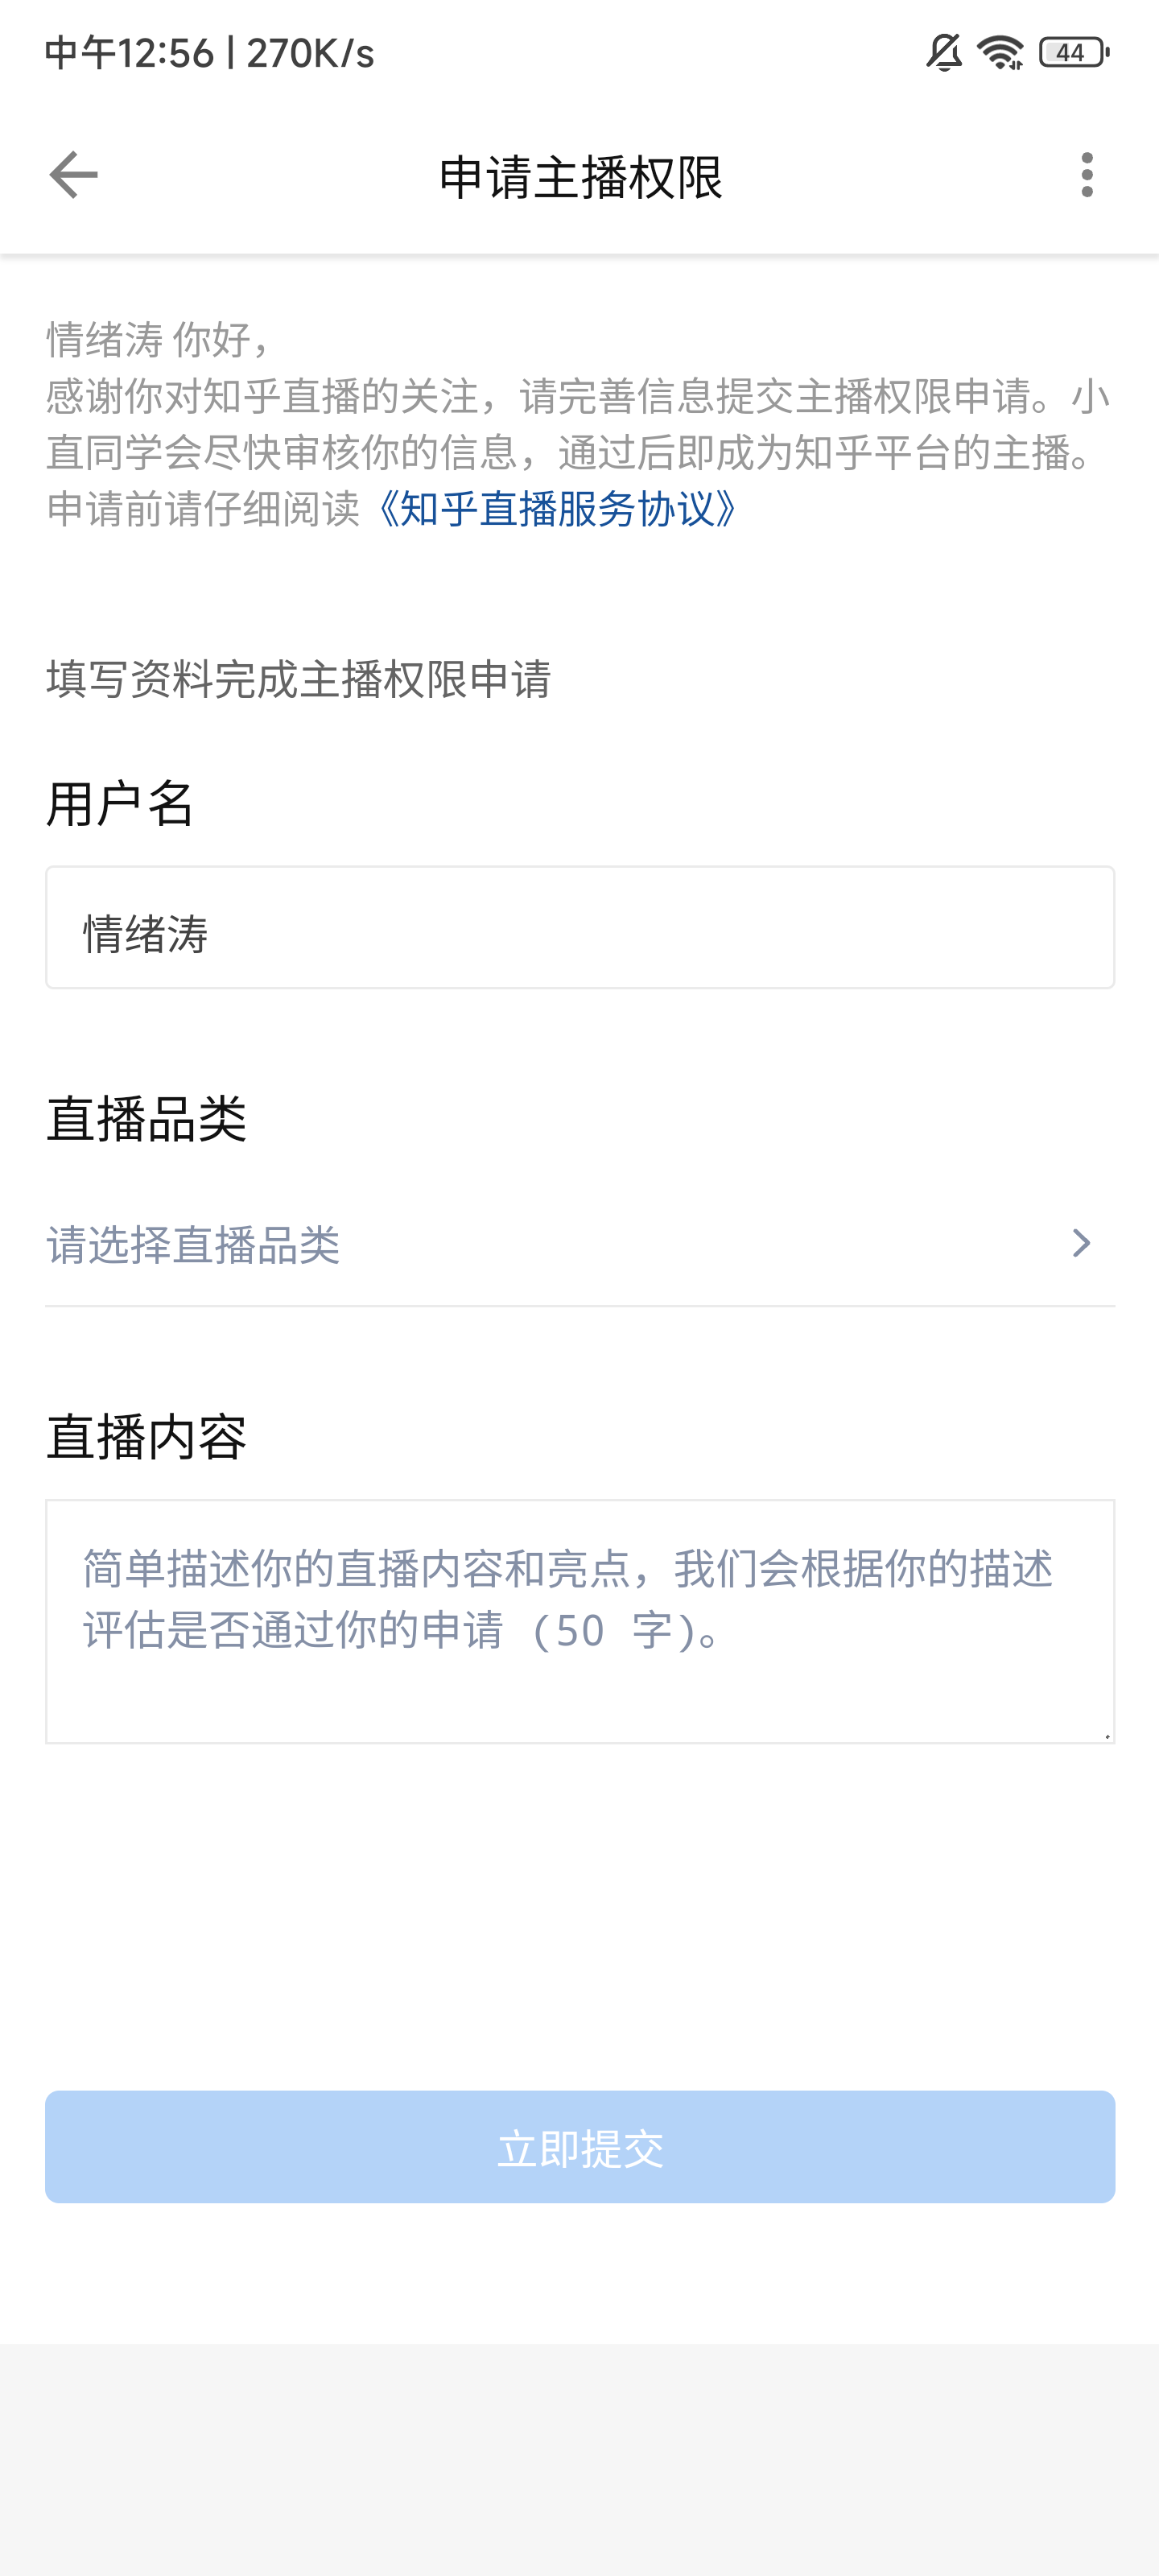 中午12:56 | 270K/s
44
申请主播权限
情绪涛 你好，
感谢你对知乎直播的关注，请完善信息提交主播权限申请。小
直同学会尽快审核你的信息，通过后即成为知乎平台的主播。
申请前请仔细阅读《知乎直播服务协议》
填写资料完成主播权限申请
用户名
情绪涛
直播品类
请选择直播品类
直播内容
简单描述你的直播内容和亮点，我们会根据你的描述
评估是否通过你的申请 (50 字)。
立即提交